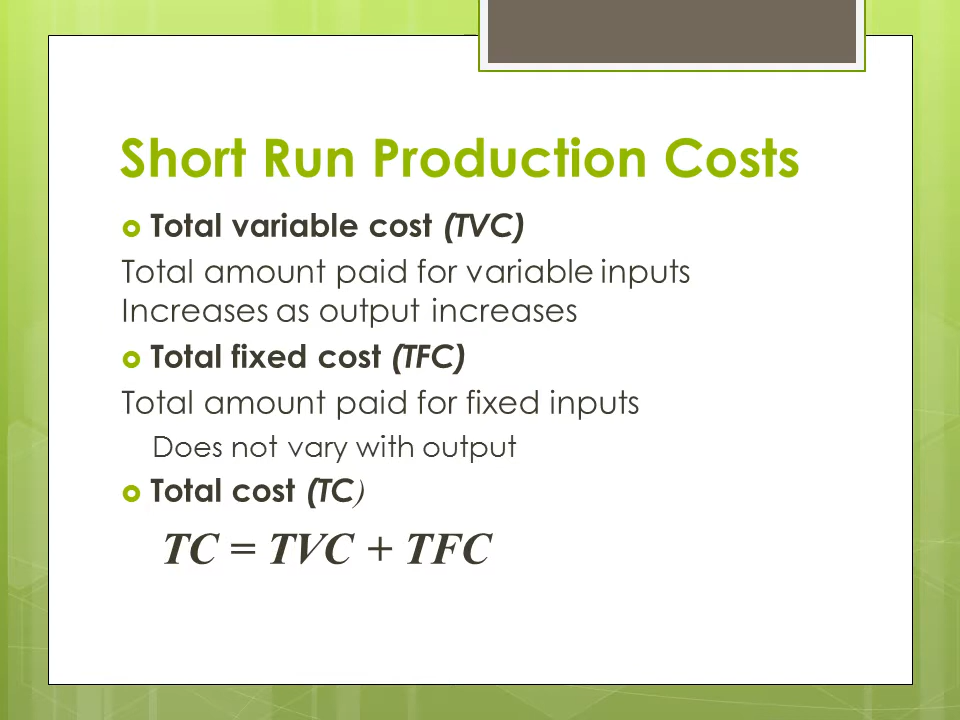 Short Run Production Costs
Total variable cost (TVC)
Total amount paid for variable inputs
Increases as output increases
Total fixed cost (TFC)
Total amount paid for fixed inputs
Does not vary with output
Total cost (TC)
TC = TVC + TFC